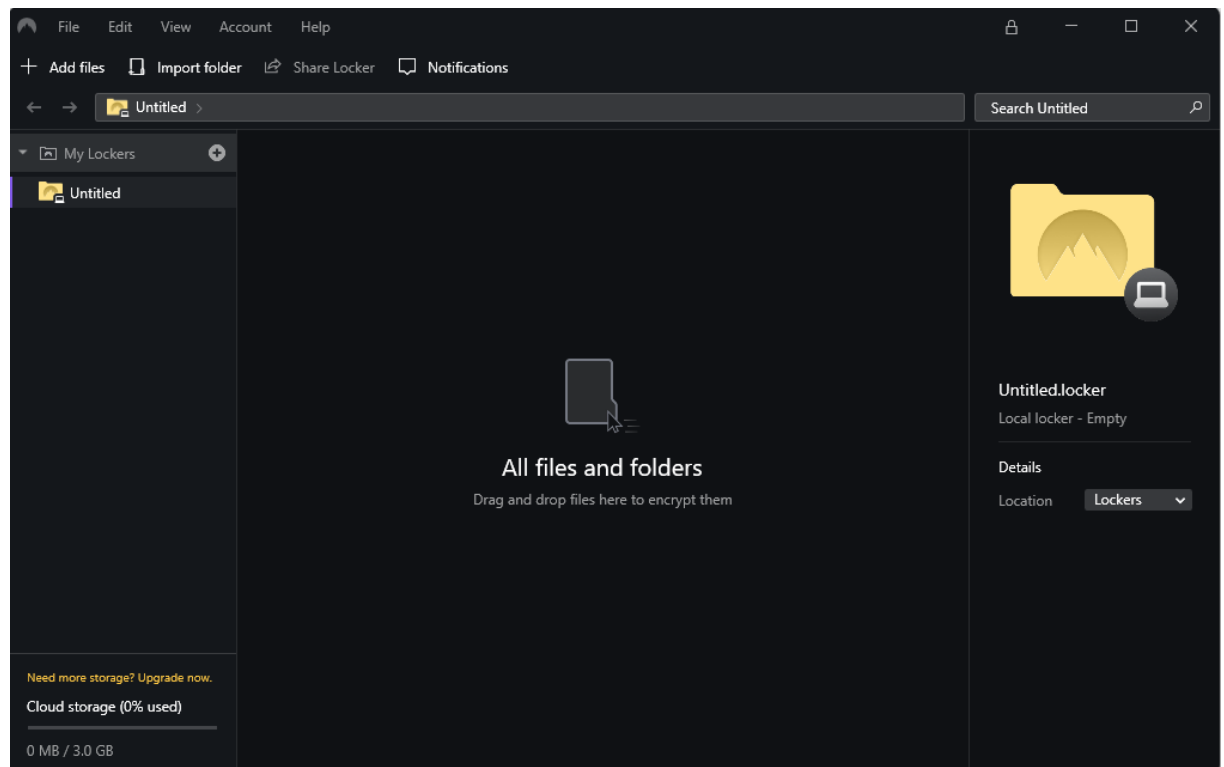 File Edit View Account Help
Add files Import folder Share Locker Notifications
Untitled
Search Untitled
My Lockers
Untitled
All files and folders
Drag and drop files here to encrypt them
Untitled.locker
Local locker - Empty
Details
Location Lockers
Need more storage? Upgrade now.
Cloud storage (0% used)
0 MB / 3.0 GB